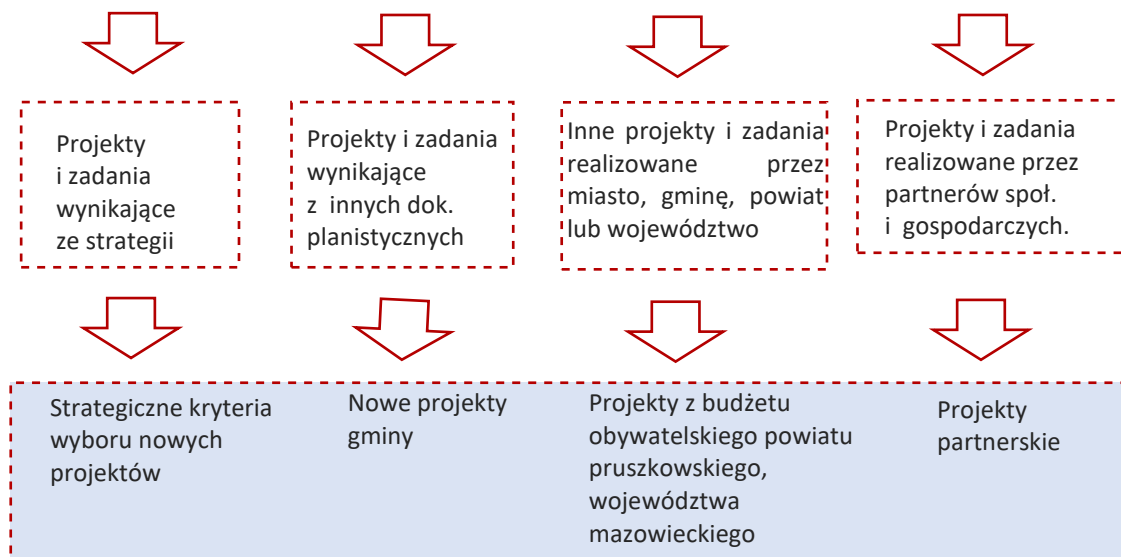 Projekty
i zadania
wynikające
ze strategii
Projekty i zadania
wynikające
z innych dok.
planistycznych
Inne projekty i zadania
realizowane przez
miasto, gminę, powiat
lub województwo
Projekty i zadania
realizowane przez
partnerów społ.
i gospodarczych.
Strategiczne kryteria
wyboru nowych
projektów
Nowe projekty
gminy
Projekty z budżetu
obywatelskiego powiatu
pruszkowskiego,
województwa
mazowieckiego
Projekty
partnerskie